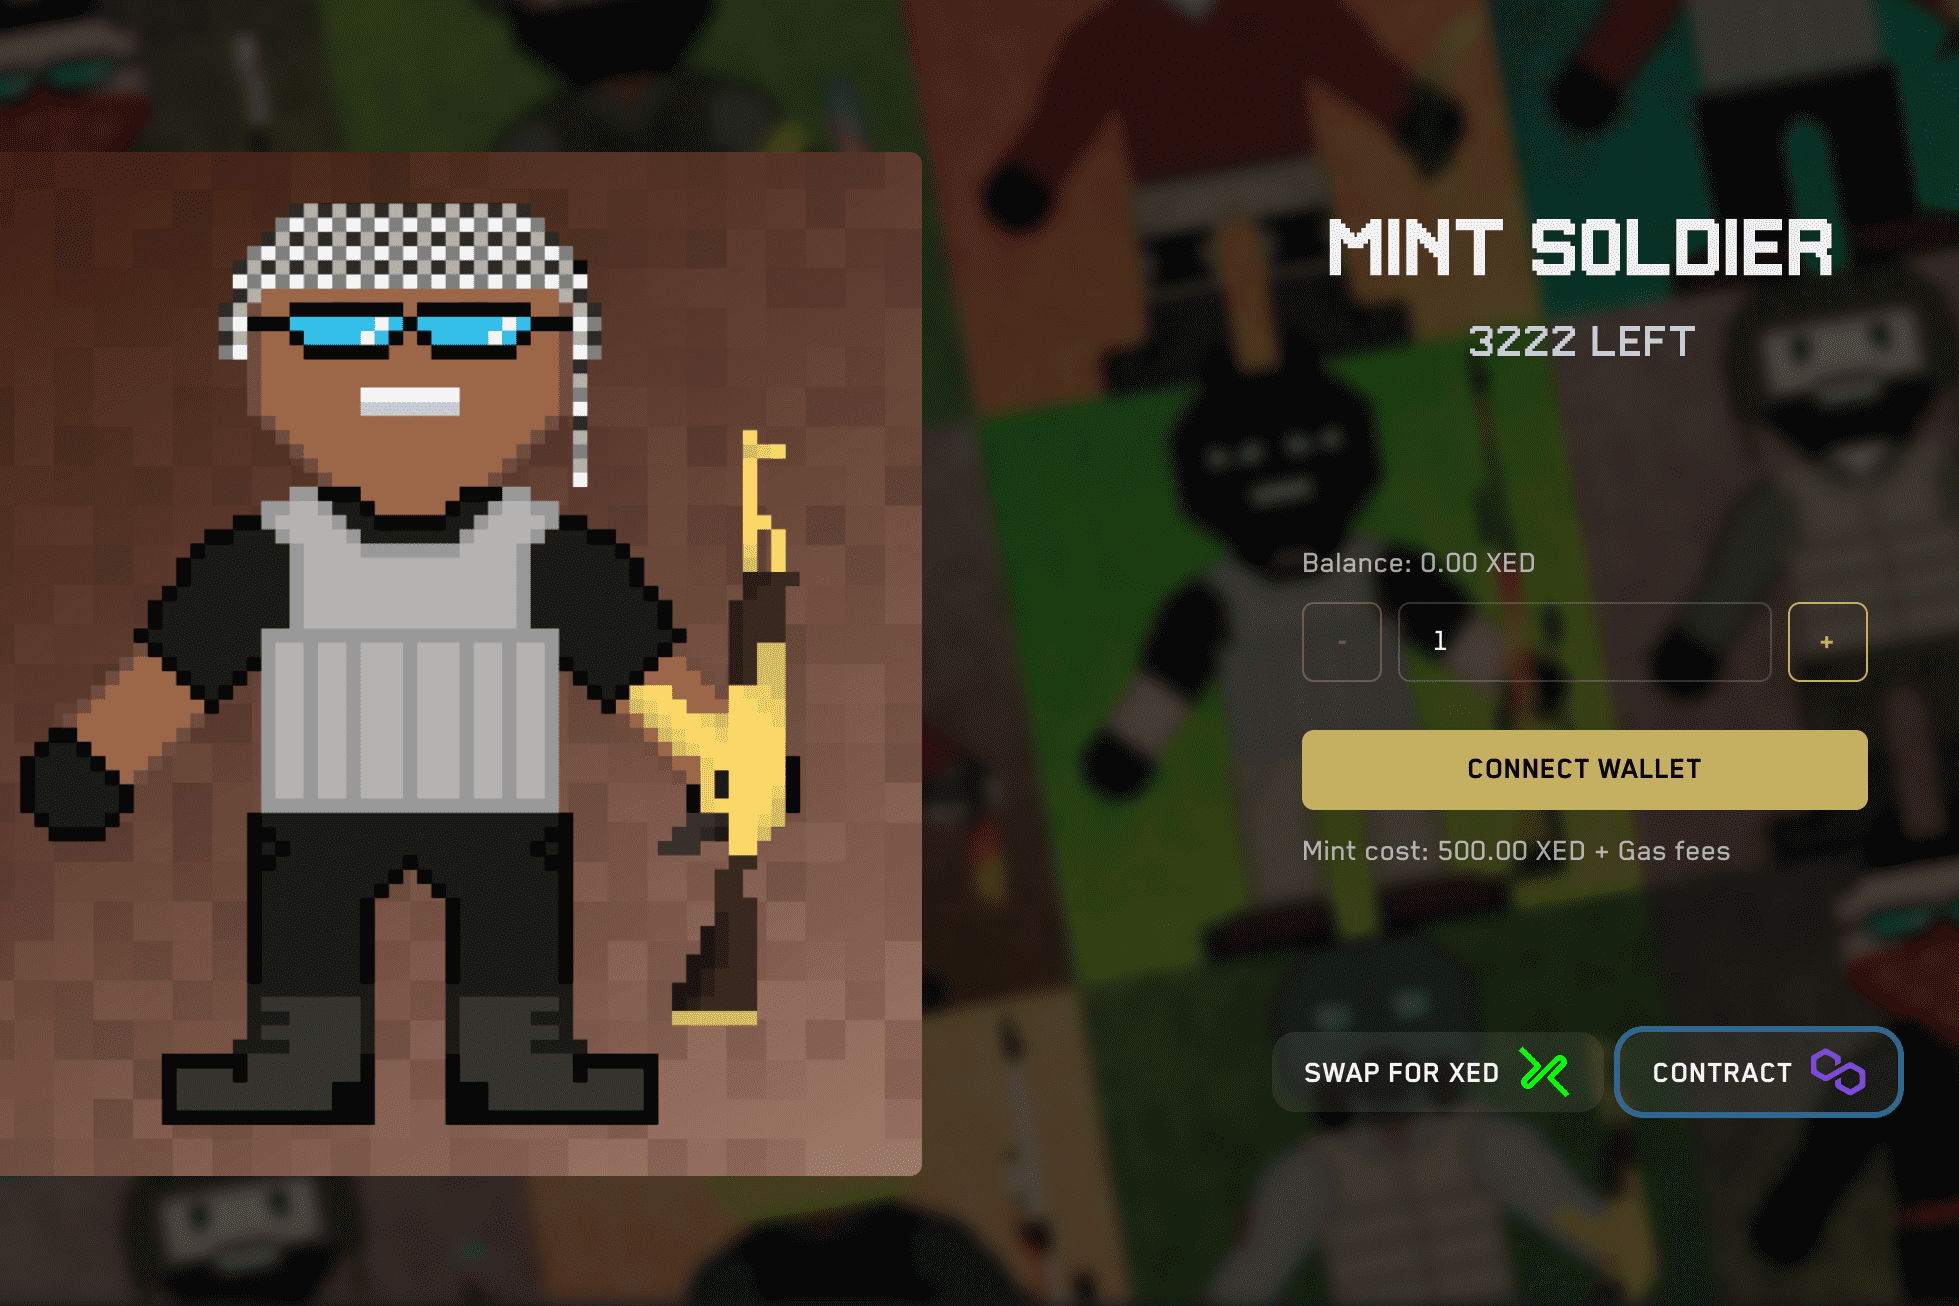 MINT SOLDIER
3222 LEFT
Balance: 0.00 XED
- 1 +
CONNECT WALLET
Mint cost: 500.00 XED + Gas fees
SWAP FOR XED CONTRACT